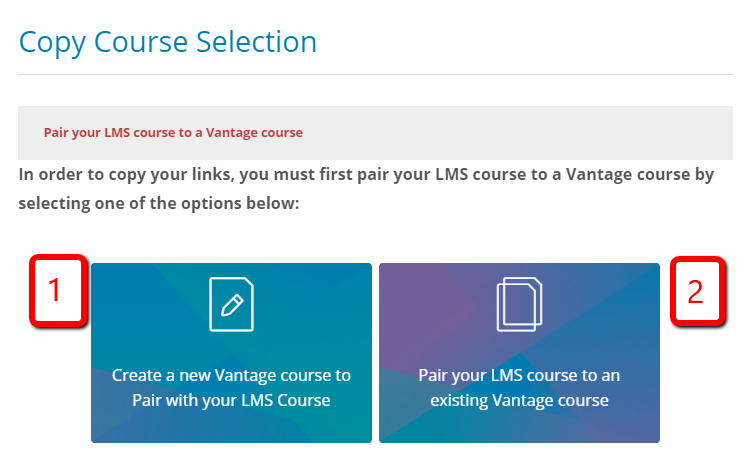 Copy Course Selection
Pair your LMS course to a Vantage course
In order to copy your links, you must first pair your LMS course to a Vantage course by
selecting one of the options below:
1
2
Create a new Vantage course to
Pair with your LMS Course
Pair your LMS course to an
existing Vantage course